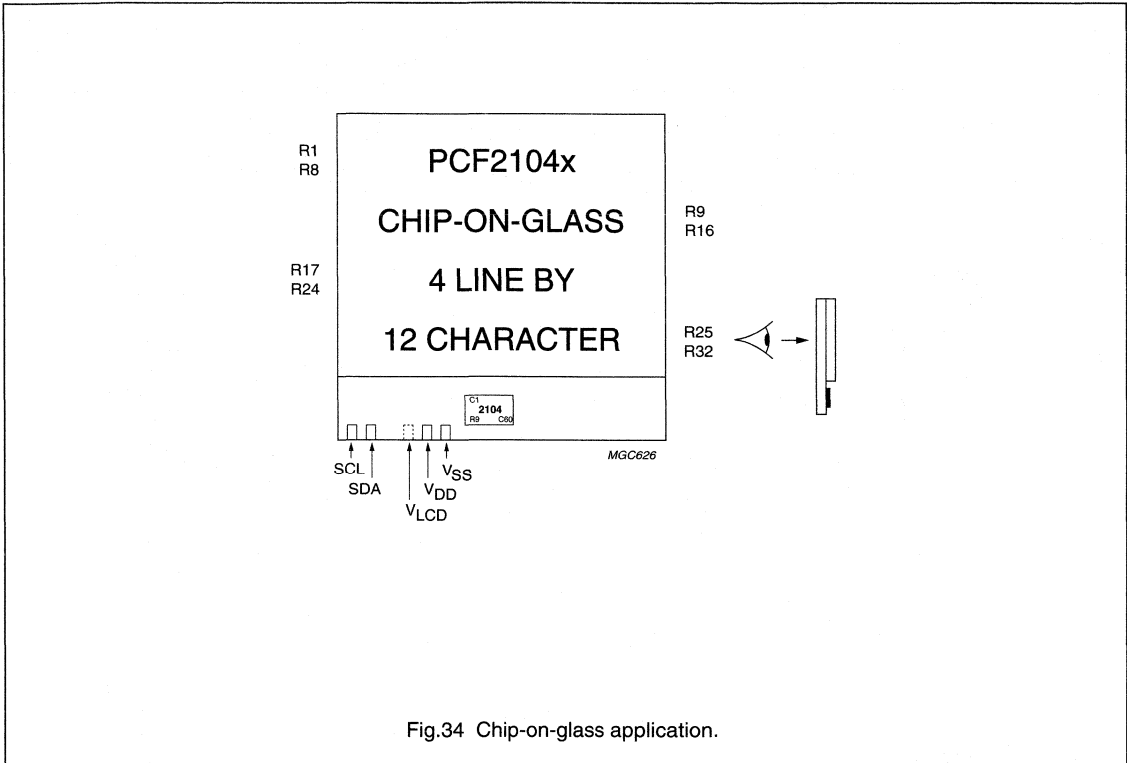 R1
R8
PCF2104x
CHIP-ON-GLASS
R9
R16
R17
R24
4 LINE BY
12 CHARACTER
R25
R32
C1
2104
R9 C60
MGC626
SCL
SDA
VLCD
VDD
VSS
Fig.34 Chip-on-glass application.